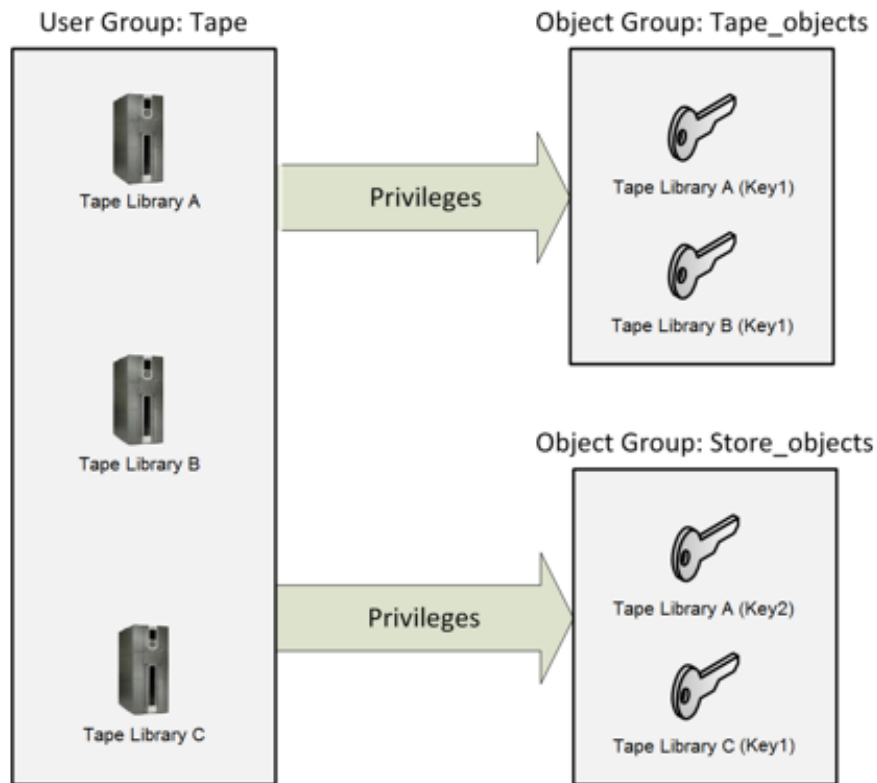 User Group: Tape
Tape Library A
Tape Library B
Tape Library C
Privileges
Privileges
Object Group: Tape_objects
Tape Library A (Key1)
Tape Library B (Key1)
Object Group: Store_objects
Tape Library A (Key2)
Tape Library C (Key1)